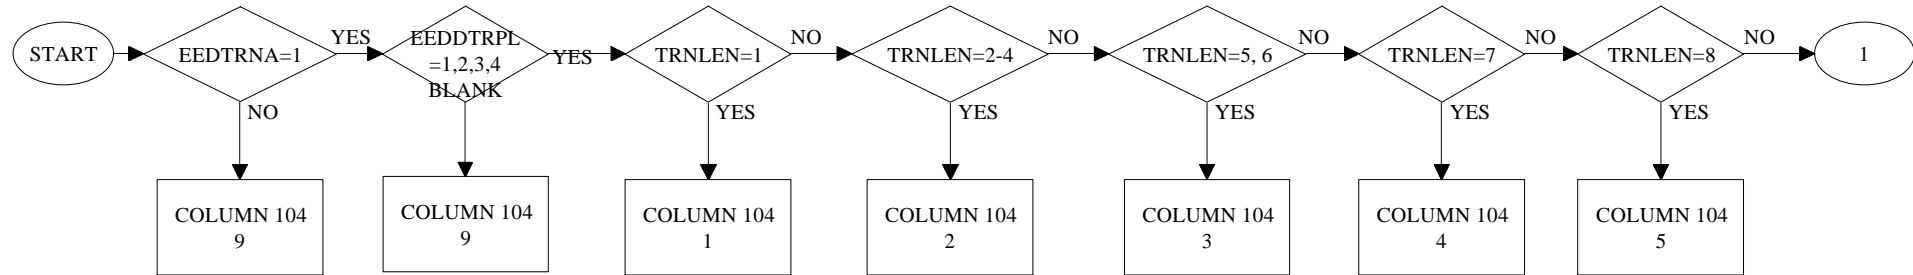 START
EEDTRNA=1
YES
NO
COLUMN 104
9
EEDDTRPL
=1,2,3,4
BLANK
YES
COLUMN 104
9
TRNLEN=1
NO
YES
COLUMN 104
1
TRNLEN=2-4
NO
YES
COLUMN 104
2
TRNLEN=5, 6
NO
YES
COLUMN 104
3
TRNLEN=7
NO
YES
COLUMN 104
4
TRNLEN=8
NO
YES
COLUMN 104
5
1